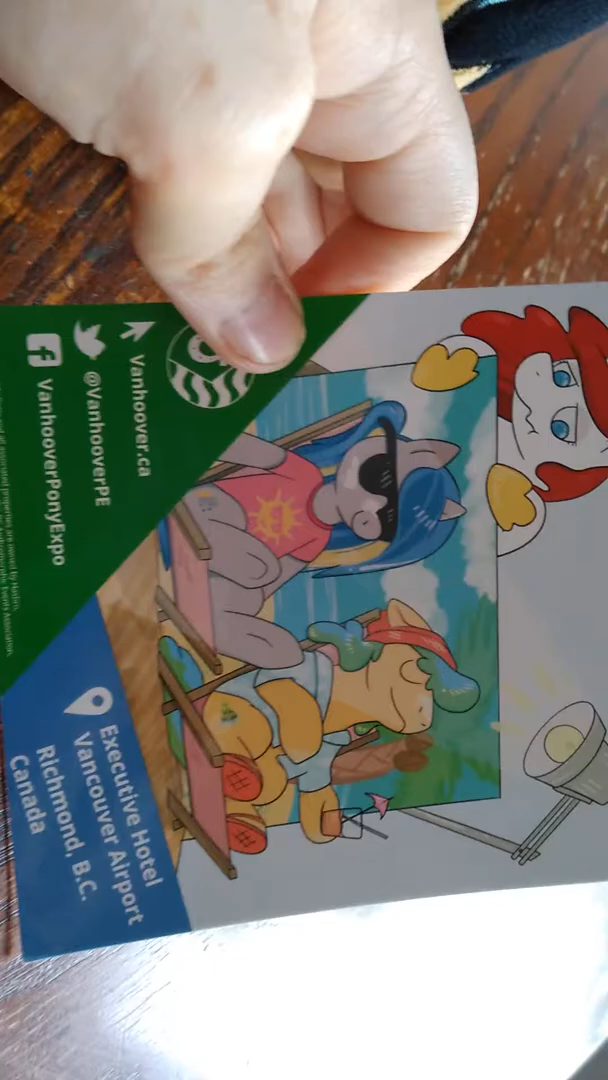 Vanhoover.ca
@VanhooverPE
VanhooverPonyExpo
Executive Hotel
Vancouver Airport
Richmond, B.C.
Canada